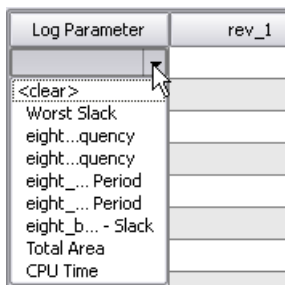 Log Parameter rev_1
<clear>
Worst Slack
eight...quency
eight...quency
eight_... Period
eight_... Period
eight_b... - Slack
Total Area
CPU Time